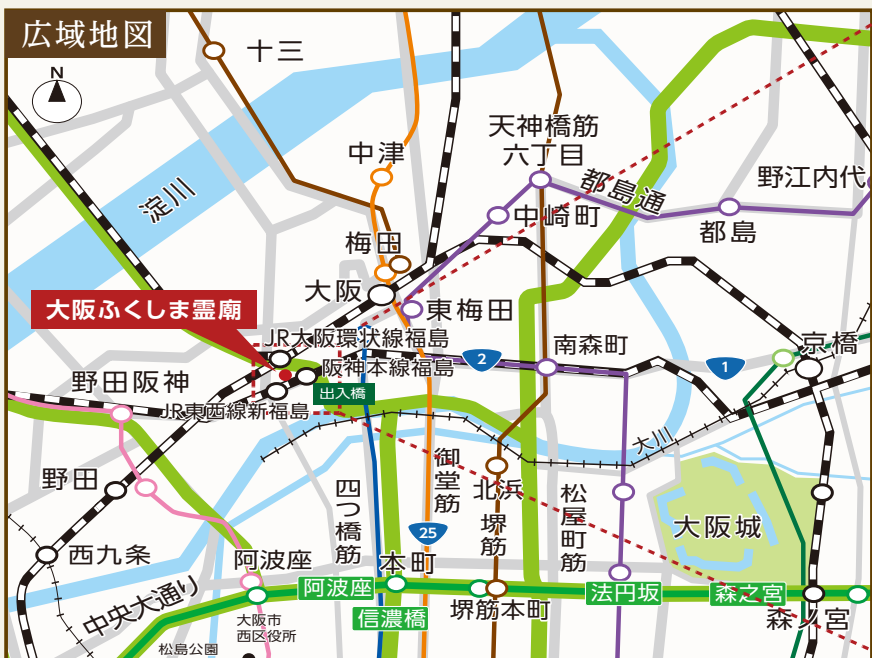 広域地図
N
十三
中津
天神橋筋
六丁目
都島通
野江内代
淀川
中崎町
都島
梅田
大阪
東梅田
大阪ふくしま霊廟
JR大阪環状線福島
2
南森町
1
京橋
野田阪神
阪神本線福島
出入橋
JR東西線新福島
大川
野田
四つ橋筋
御堂筋
北浜
堺筋
松屋町筋
大阪城
25
西九条
阿波座
本町
中央大通り
阿波座
信濃橋
堺筋本町
法円坂
森之宮
森ノ宮
大阪市
西区役所
松島公園